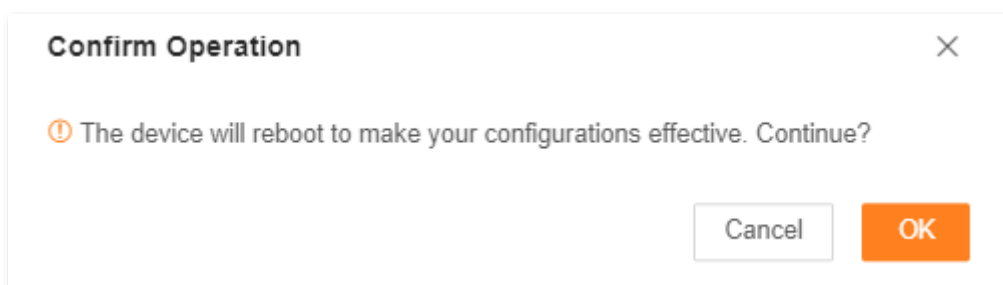 Confirm Operation
The device will reboot to make your configurations effective. Continue?
Cancel
OK